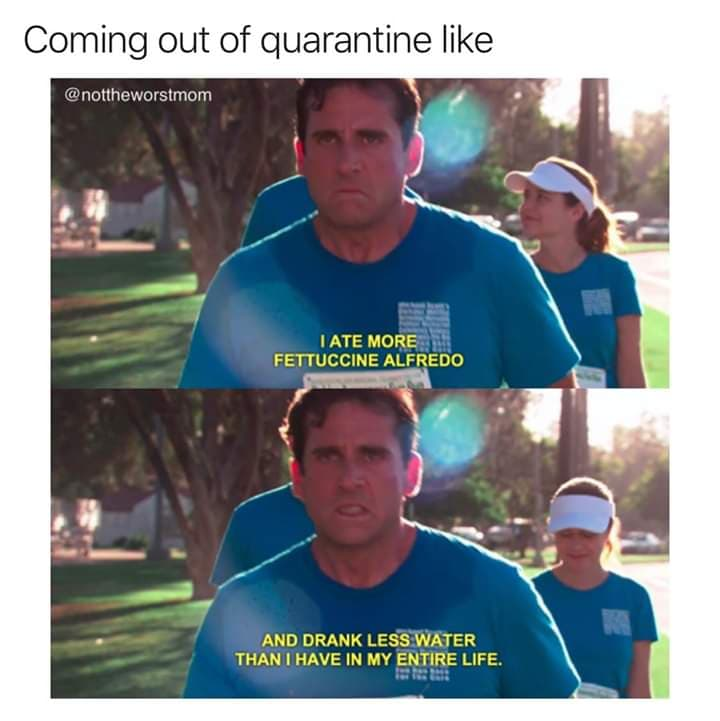 Coming out of quarantine like
@nottheworstmom
I ATE MORE
FETTUCCINE ALFREDO
AND DRANK LESS WATER
THAN I HAVE IN MY ENTIRE LIFE.